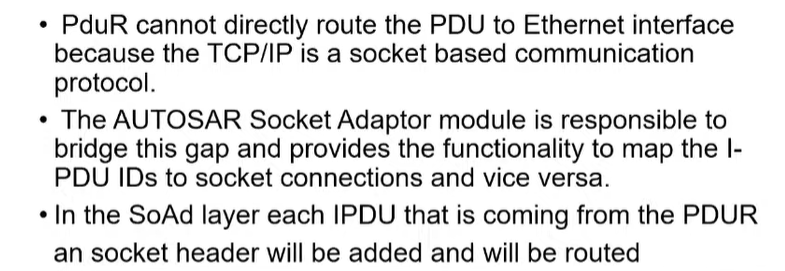 • PduR cannot directly route the PDU to Ethernet interface
because the TCP/IP is a socket based communication
protocol.
• The AUTOSAR Socket Adaptor module is responsible to
bridge this gap and provides the functionality to map the I-
PDU IDs to socket connections and vice versa.
• In the SoAd layer each IPDU that is coming from the PDUR
an socket header will be added and will be routed